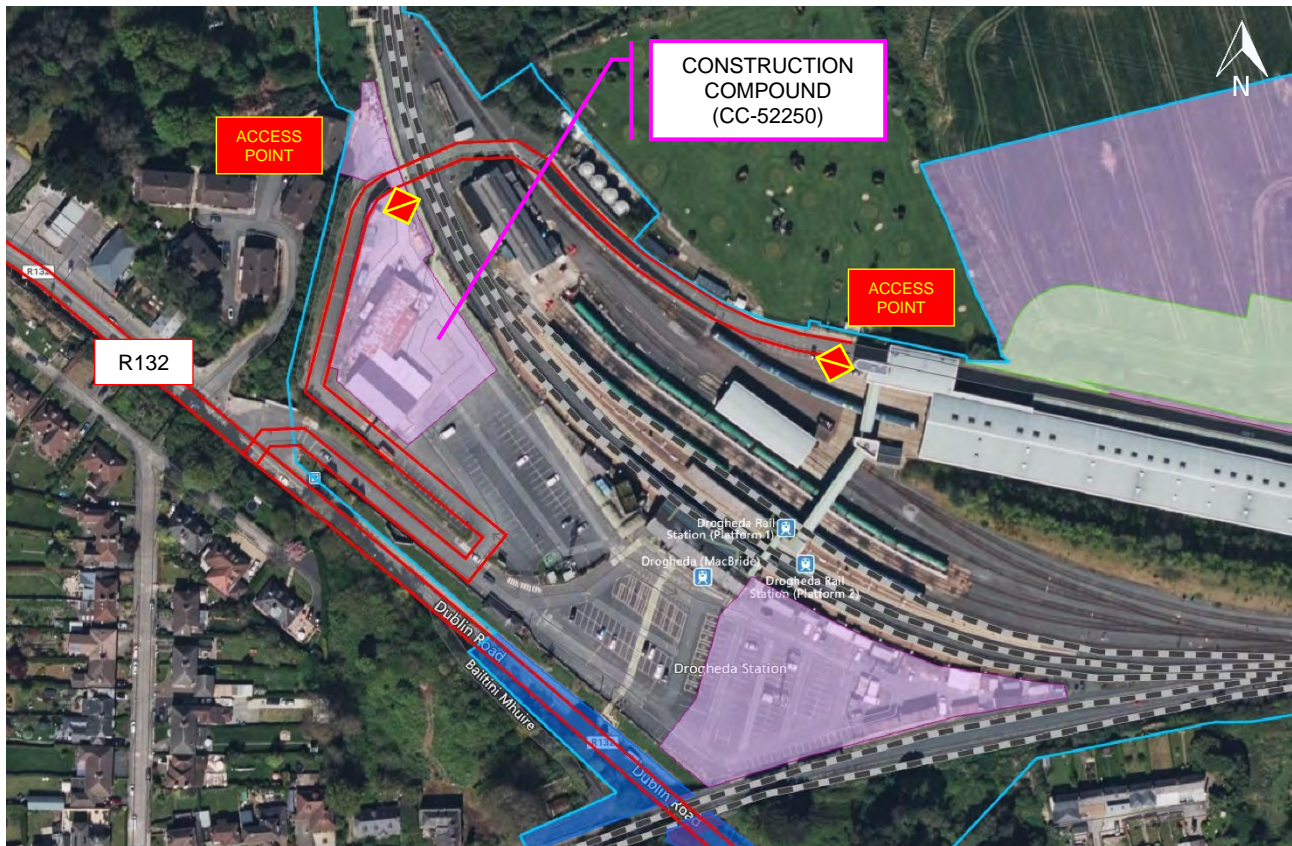 CONSTRUCTION
COMPOUND
(CC-52250)
N
ACCESS
POINT
R132
ACCESS
POINT
R132
Drogheda Rail
Station (Platform 1)
Drogheda (MacBride)
Drogheda Rail
Station (Platform 2)
Dublin Road
Drogheda Station
Bailtini Mhuire
R132
Dublin Road